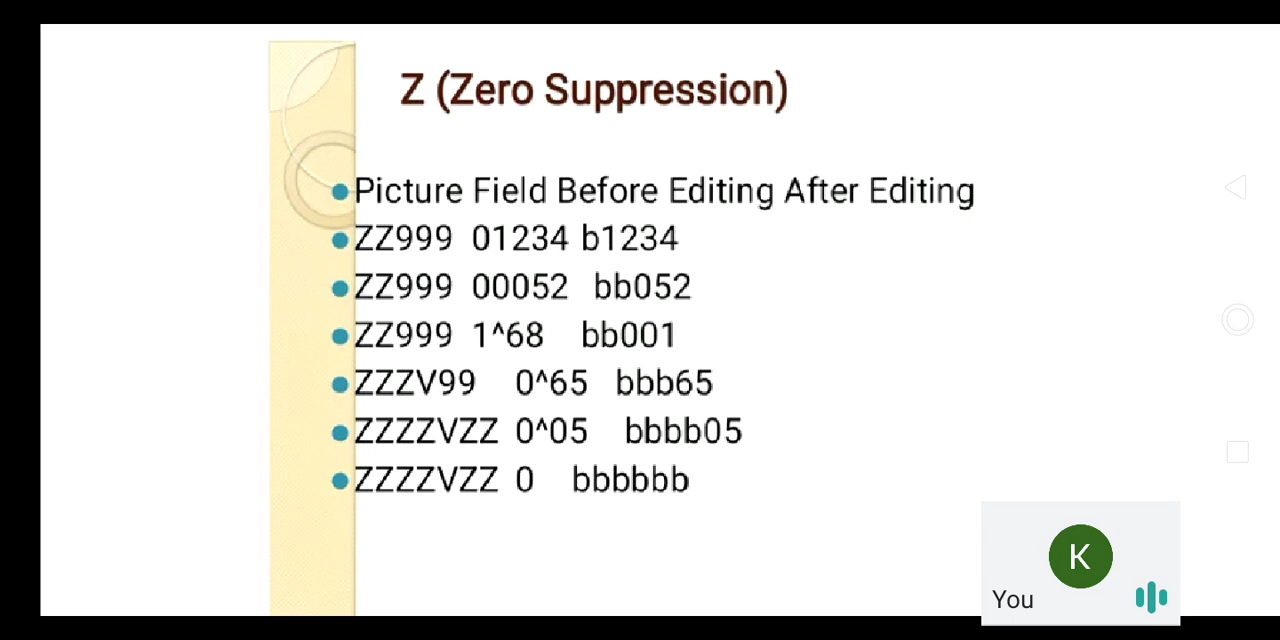 Z (Zero Suppression)
Picture Field Before Editing After Editing
ZZ999 01234 b1234
ZZ999 00052 bb052
ZZ999 1^68 bb001
ZZZV99 0^65 bbb65
ZZZZVZZ 0^05 bbbb05
ZZZZVZZ 0 bbbbbb
K
You